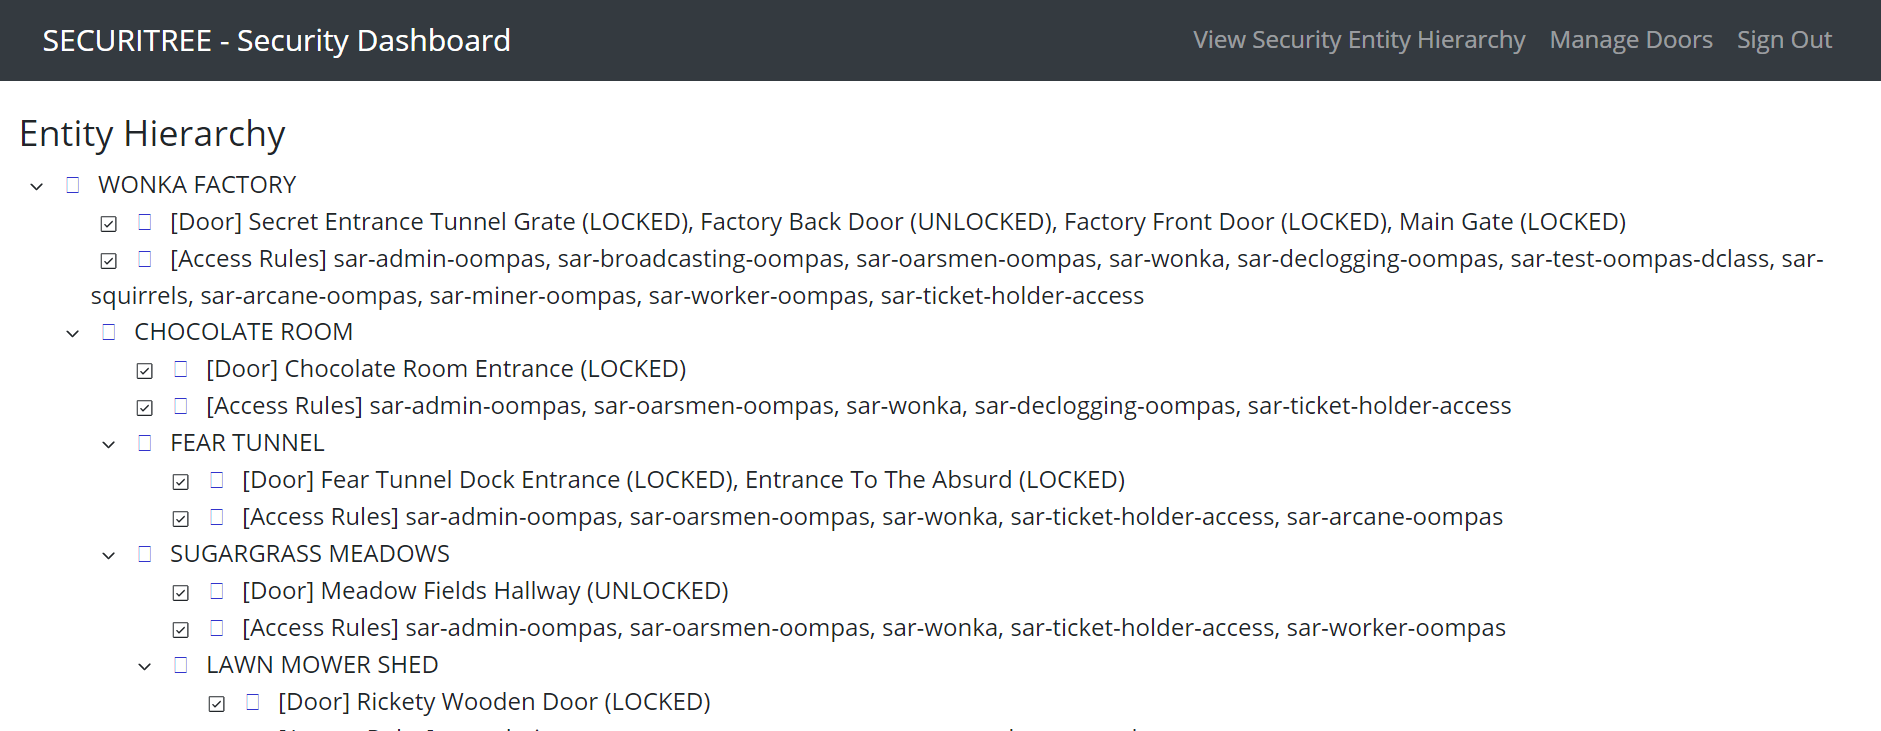 SECURITREE - Security Dashboard View Security Entity Hierarchy Manage Doors Sign Out
Entity Hierarchy
WONKA FACTORY
[Door] Secret Entrance Tunnel Grate (LOCKED), Factory Back Door (UNLOCKED), Factory Front Door (LOCKED), Main Gate (LOCKED)
[Access Rules] sar-admin-oompas, sar-broadcasting-oompas, sar-oarsmen-oompas, sar-wonka, sar-declogging-oompas, sar-test-oompas-dclass, sar-
squirrels, sar-arcane-oompas, sar-miner-oompas, sar-worker-oompas, sar-ticket-holder-access
CHOCOLATE ROOM
[Door] Chocolate Room Entrance (LOCKED)
[Access Rules] sar-admin-oompas, sar-oarsmen-oompas, sar-wonka, sar-declogging-oompas, sar-ticket-holder-access
FEAR TUNNEL
[Door] Fear Tunnel Dock Entrance (LOCKED), Entrance To The Absurd (LOCKED)
[Access Rules] sar-admin-oompas, sar-oarsmen-oompas, sar-wonka, sar-ticket-holder-access, sar-arcane-oompas
SUGARGRASS MEADOWS
[Door] Meadow Fields Hallway (UNLOCKED)
[Access Rules] sar-admin-oompas, sar-oarsmen-oompas, sar-wonka, sar-ticket-holder-access, sar-worker-oompas
LAWN MOWER SHED
[Door] Rickety Wooden Door (LOCKED)